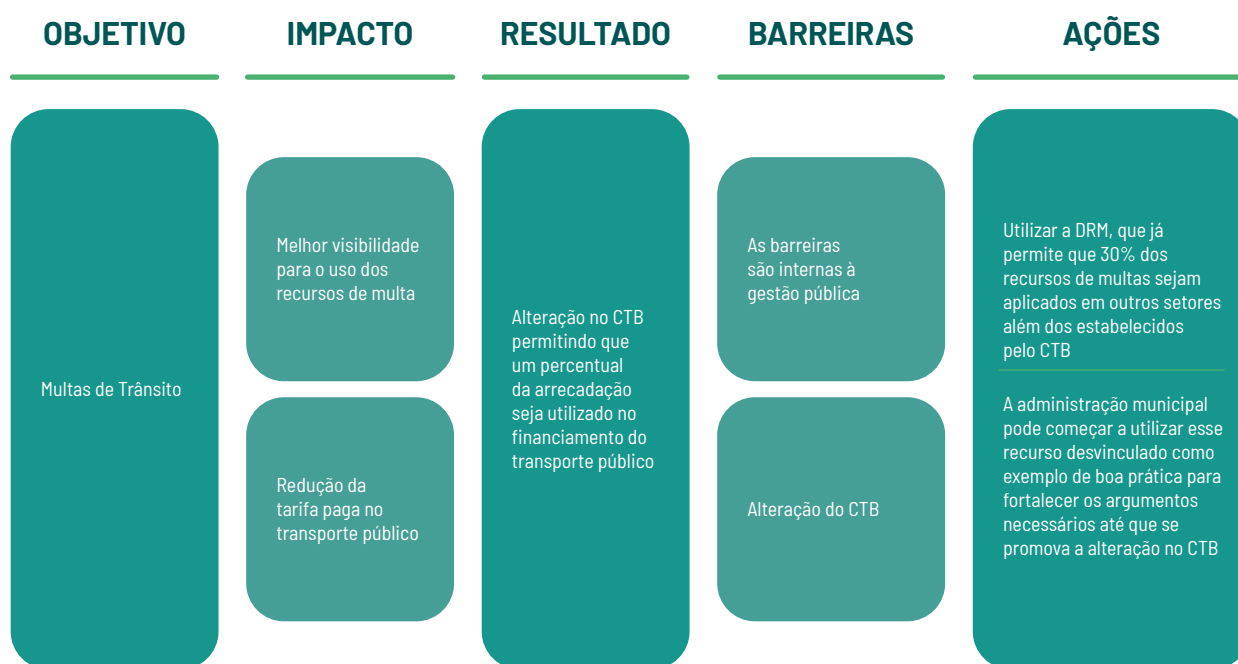 OBJETIVO
IMPACTO
RESULTADO
BARREIRAS
AÇÕES
Multas de Trânsito
Melhor visibilidade
para o uso dos
recursos de multa
Redução da
tarifa paga no
transporte público
Alteração no CTB
permitindo que
um percentual
da arrecadação
seja utilizado no
financiamento do
transporte público
As barreiras
são internas à
gestão pública
Alteração do CTB
Utilizar a DRM, que já
permite que 30% dos
recursos de multas sejam
aplicados em outros setores
além dos estabelecidos
pelo CTB
A administração municipal
pode começar a utilizar esse
recurso desvinculado como
exemplo de boa prática para
fortalecer os argumentos
necessários até que se
promova a alteração no CTB